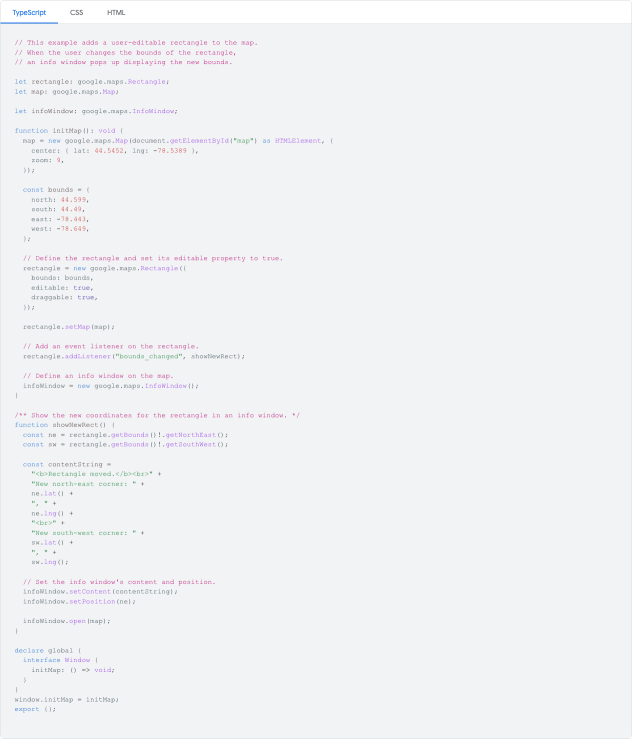 TypeScript CSS HTML
// This example adds a user-editable rectangle to the map.
// When the user changes the bounds of the rectangle,
// an info window pops up displaying the new bounds.
let rectangle: google.maps.Rectangle;
let map: google.maps.Map;
let infoWindow: google.maps.InfoWindow;
function initMap(): void {
  map = new google.maps.Map(document.getElementById("map") as HTMLElement, {
    center: { lat: 44.5452, lng: -78.5389 },
    zoom: 9,
  });
  const bounds = {
    north: 44.599,
    south: 44.49,
    east: -78.443,
    west: -78.649,
  };
  // Define the rectangle and set its editable property to true.
  rectangle = new google.maps.Rectangle({
    bounds: bounds,
    editable: true,
    draggable: true,
  });
  rectangle.setMap(map);
  // Add an event listener on the rectangle.
  rectangle.addListener("bounds_changed", showNewRect);
  // Define an info window on the map.
  infoWindow = new google.maps.InfoWindow();
}
/** Show the new coordinates for the rectangle in an info window. */
function showNewRect() {
  const ne = rectangle.getBounds()!.getNorthEast();
  const sw = rectangle.getBounds()!.getSouthWest();
  const contentString =
    "<b>Rectangle moved.</b><br>" +
    "New north-east corner: " +
    ne.lat() +
    ", " +
    ne.lng() +
    "<br>" +
    "New south-west corner: " +
    sw.lat() +
    ", " +
    sw.lng();
  // Set the info window's content and position.
  infoWindow.setContent(contentString);
  infoWindow.setPosition(ne);
  infoWindow.open(map);
}
declare global {
  interface Window {
    initMap: () => void;
  }
}
window.initMap = initMap;
export {};